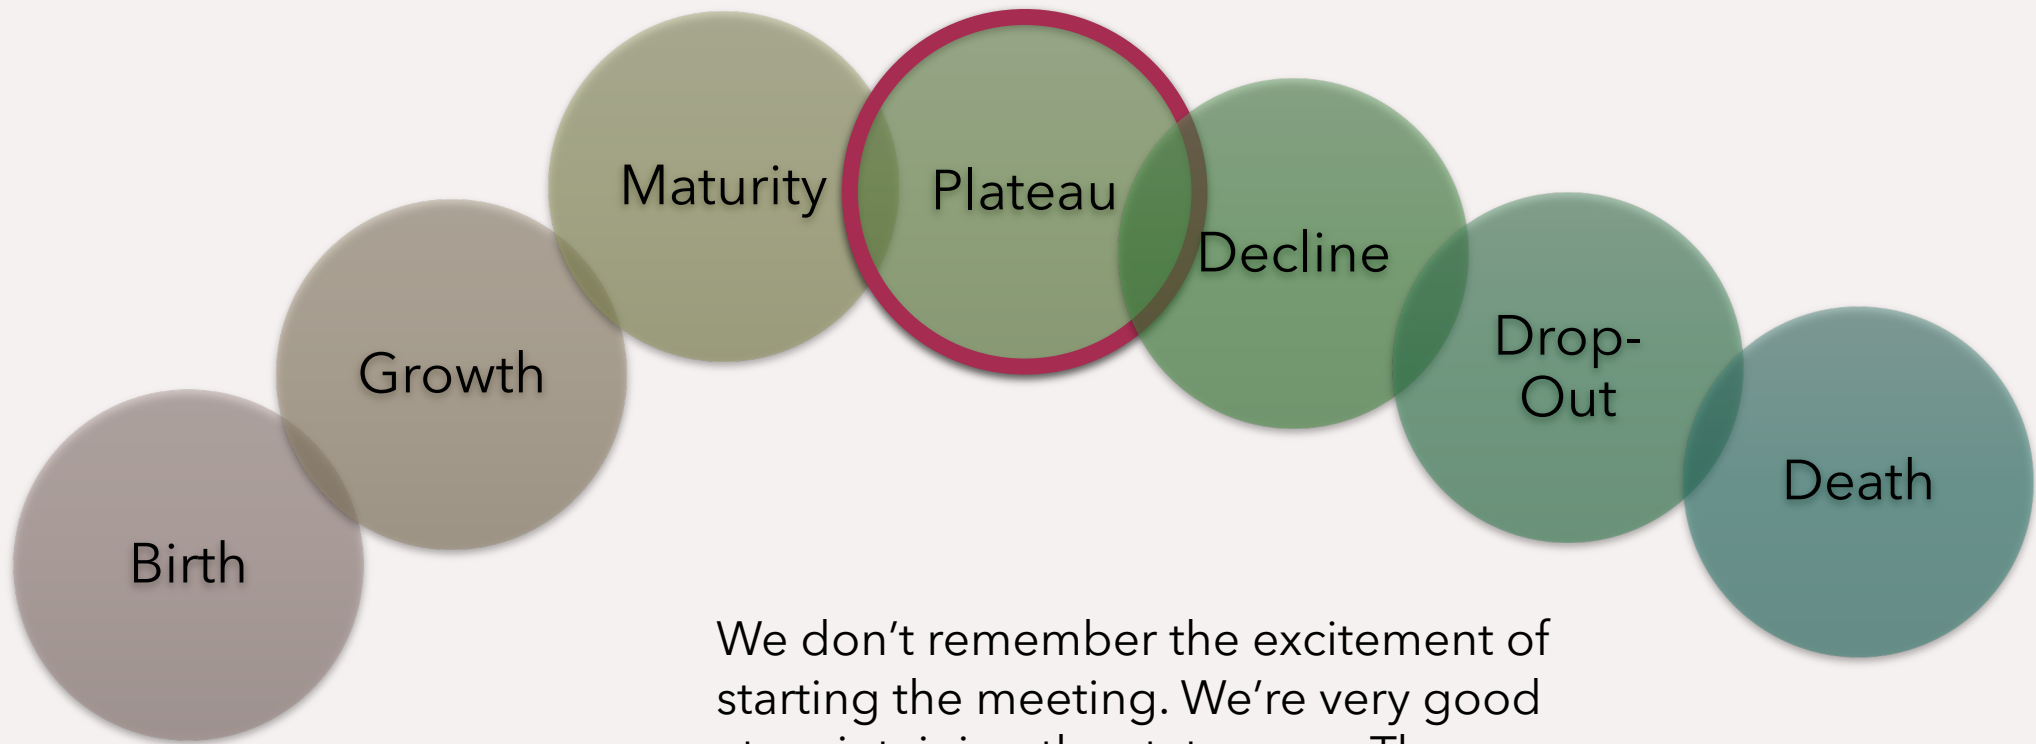 Birth
Growth
Maturity
Plateau
Decline
Drop-
Out
Death
We don’t remember the excitement of
starting the meeting. We’re very good